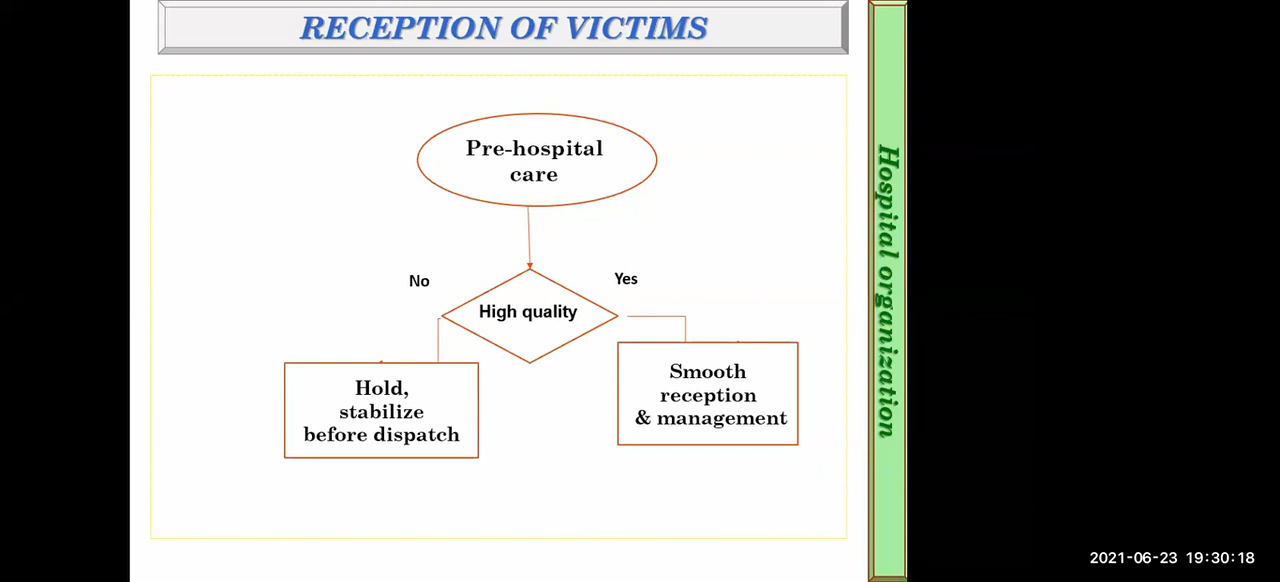 RECEPTION OF VICTIMS
Pre-hospital
care
No
Yes
High quality
Hold,
stabilize
before dispatch
Smooth
reception
& management
Hospital organization
2021-06-23 19:30:18